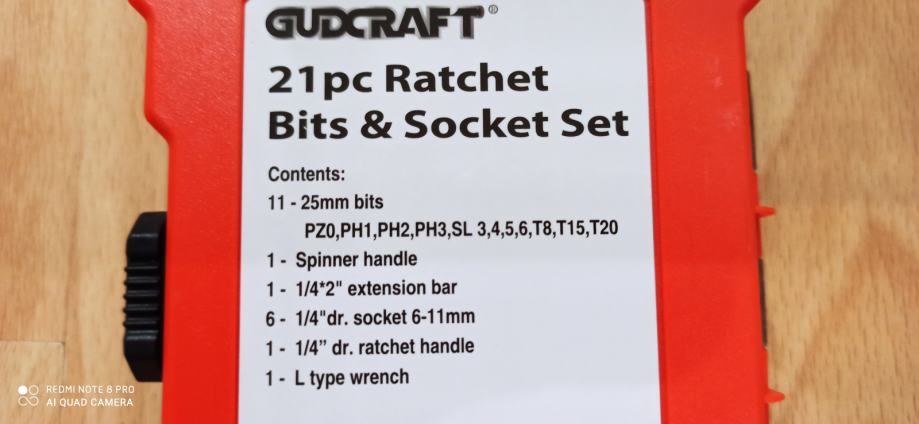 GUDCRAFT®
21pc Ratchet
Bits & Socket Set
Contents:
11 - 25mm bits
PZ0,PH1,PH2,PH3,SL 3,4,5,6,T8,T15,T20
1 - Spinner handle
1 - 1/4*2" extension bar
6 - 1/4"dr. socket 6-11mm
1 - 1/4” dr. ratchet handle
1 - L type wrench
REDMI NOTE 8 PRO
AI QUAD CAMERA